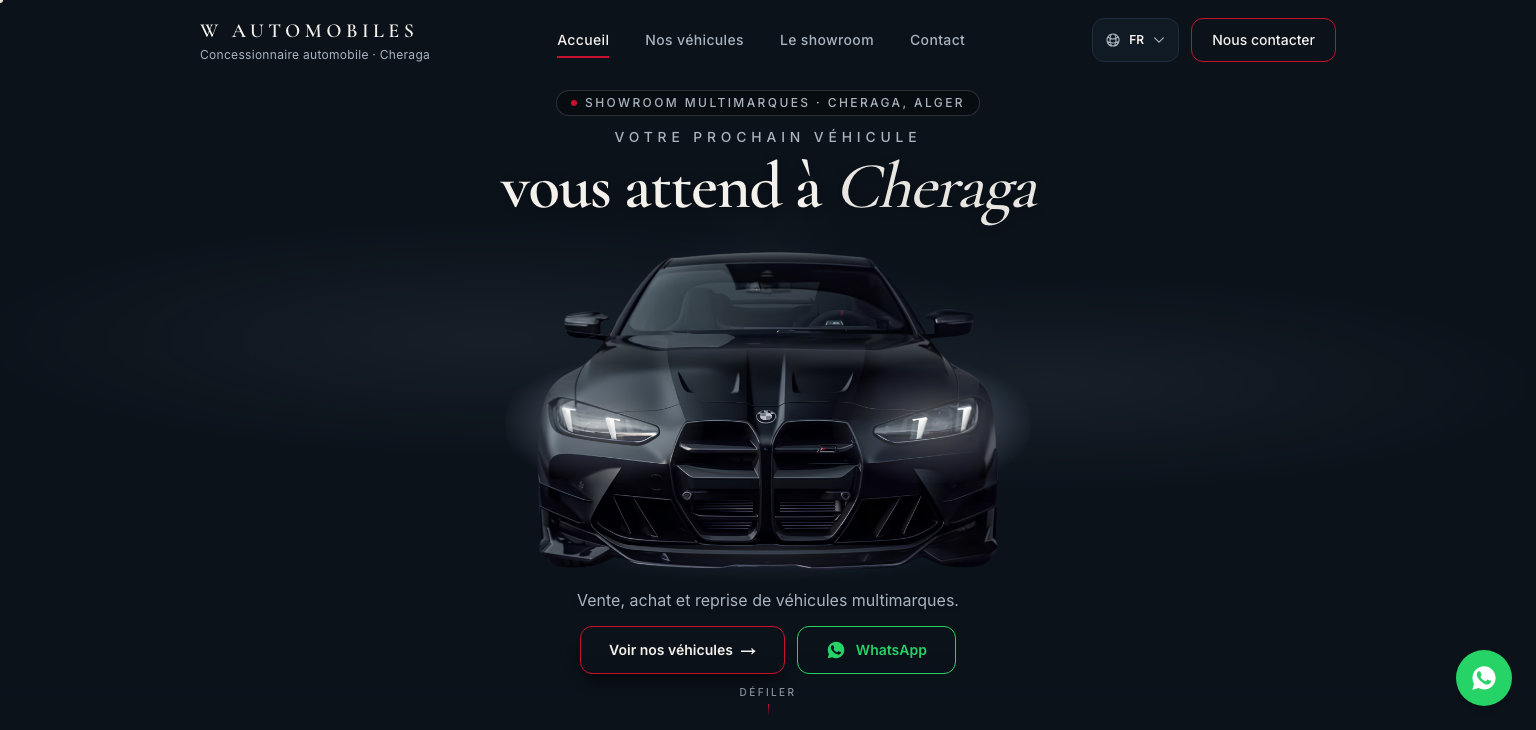 W AUTOMOBILES
Concessionnaire automobile · Cheraga
Accueil
Nos véhicules
Le showroom
Contact
FR
Nous contacter
SHOWROOM MULTIMARQUES · CHERAGA, ALGER
VOTRE PROCHAIN VÉHICULE
vous attend à Cheraga
Vente, achat et reprise de véhicules multimarques.
Voir nos véhicules →
WhatsApp
DÉFILER